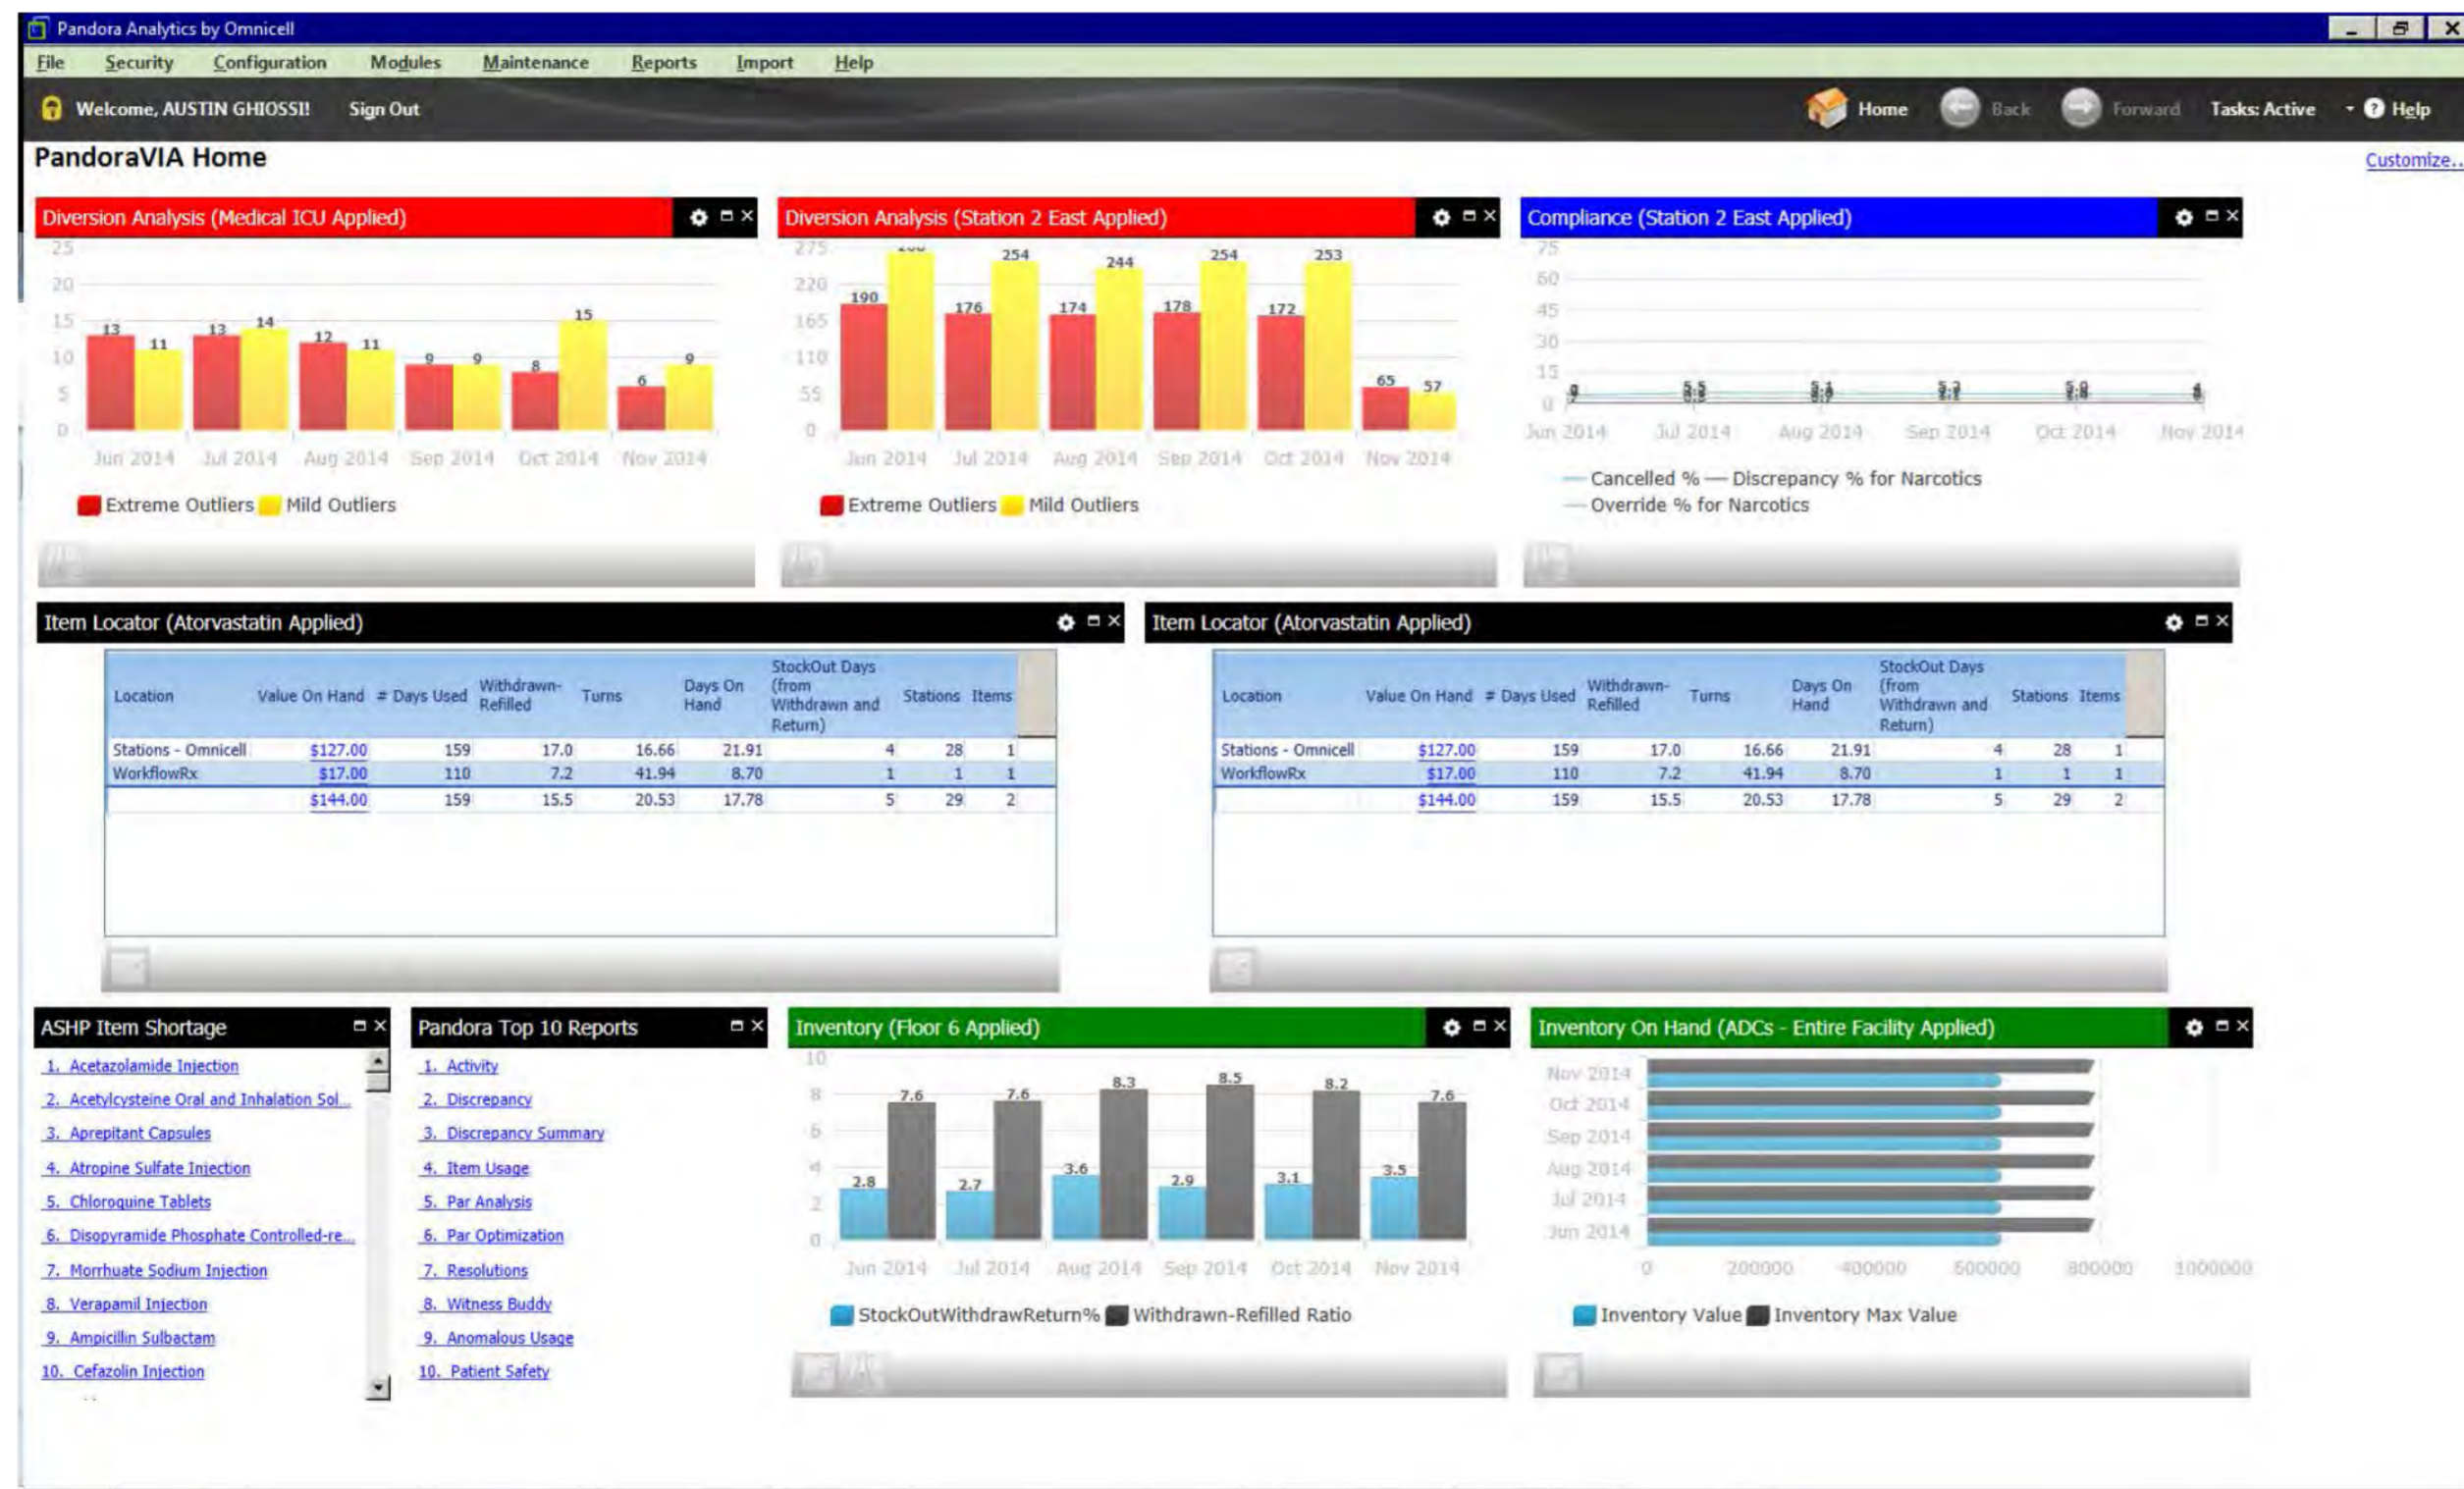 Pandora Analytics by Omnicell
File Security Configuration Modules Maintenance Reports Import Help
Welcome, AUSTIN GHIOSSI! Sign Out Home Back Forward Tasks: Active Help
PandoraVIA Home Customize..
Diversion Analysis (Medical ICU Applied)
25
20
15
10
5
0
13 11 13 14 12 11 9 9 8 15 6 9
Jun 2014 Jul 2014 Aug 2014 Sep 2014 Oct 2014 Nov 2014
Extreme Outliers Mild Outliers
Diversion Analysis (Station 2 East Applied)
275
220
165
110
55
0
190 176 254 174 244 178 254 172 253 65 57
Jun 2014 Jul 2014 Aug 2014 Sep 2014 Oct 2014 Nov 2014
Extreme Outliers Mild Outliers
Compliance (Station 2 East Applied)
75
60
45
30
15
0
5.5 5.1 5.2 5.0
Jun 2014 Jul 2014 Aug 2014 Sep 2014 Oct 2014 Nov 2014
Cancelled % Discrepancy % for Narcotics
Override % for Narcotics
Item Locator (Atorvastatin Applied)
Location Value On Hand # Days Used Withdrawn-Refilled Turns Days On Hand StockOut Days (from Withdrawn and Return) Stations Items
Stations - Omnicell $127.00 159 17.0 16.66 21.91 4 28 1
WorkflowRx $17.00 110 7.2 41.94 8.70 1 1 1
$144.00 159 15.5 20.53 17.78 5 29 2
Item Locator (Atorvastatin Applied)
Location Value On Hand # Days Used Withdrawn-Refilled Turns Days On Hand StockOut Days (from Withdrawn and Return) Stations Items
Stations - Omnicell $127.00 159 17.0 16.66 21.91 4 28 1
WorkflowRx $17.00 110 7.2 41.94 8.70 1 1 1
$144.00 159 15.5 20.53 17.78 5 29 2
ASHP Item Shortage
1. Acetazolamide Injection
2. Acetylcysteine Oral and Inhalation Sol...
3. Aprepitant Capsules
4. Atropine Sulfate Injection
5. Chloroquine Tablets
6. Disopyramide Phosphate Controlled-re...
7. Morrhuate Sodium Injection
8. Verapamil Injection
9. Ampicillin Sulbactam
10. Cefazolin Injection
Pandora Top 10 Reports
1. Activity
2. Discrepancy
3. Discrepancy Summary
4. Item Usage
5. Par Analysis
6. Par Optimization
7. Resolutions
8. Witness Buddy
9. Anomalous Usage
10. Patient Safety
Inventory (Floor 6 Applied)
10
8
6
4
2
0
2.8 7.6 2.7 7.6 3.6 8.3 2.9 8.5 3.1 8.2 3.5 7.6
Jun 2014 Jul 2014 Aug 2014 Sep 2014 Oct 2014 Nov 2014
StockOutWithdrawReturn% Withdrawn-Refilled Ratio
Inventory On Hand (ADCs - Entire Facility Applied)
Nov 2014
Oct 2014
Sep 2014
Aug 2014
Jul 2014
Jun 2014
0 200000 400000 600000 800000 1000000
Inventory Value Inventory Max Value